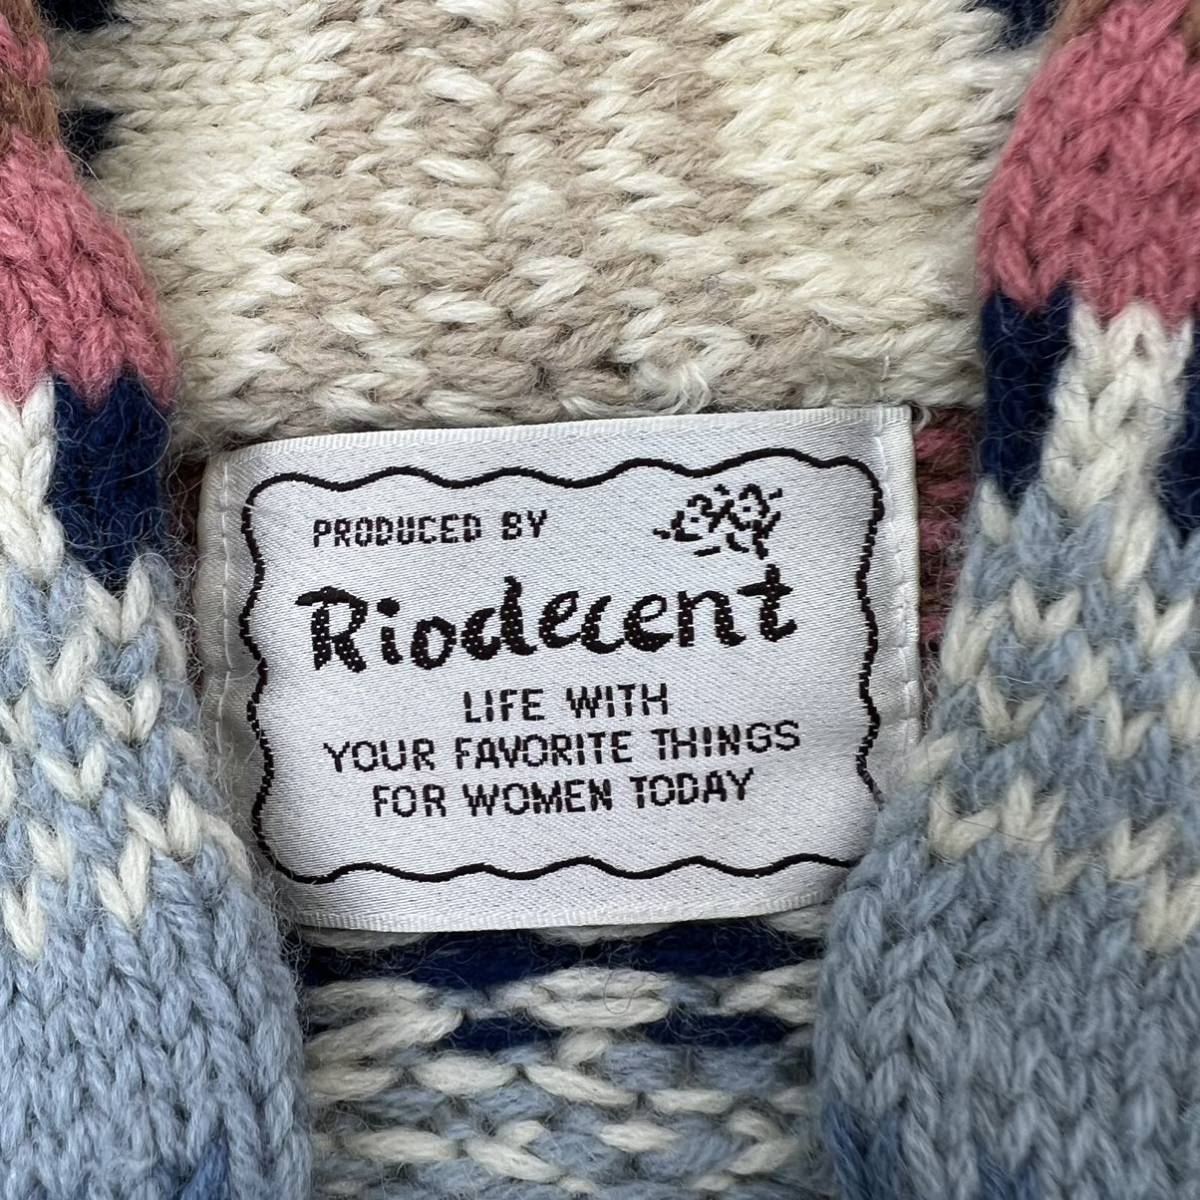 PRODUCED BY
Riodecent
LIFE WITH
YOUR FAVORITE THINGS
FOR WOMEN TODAY